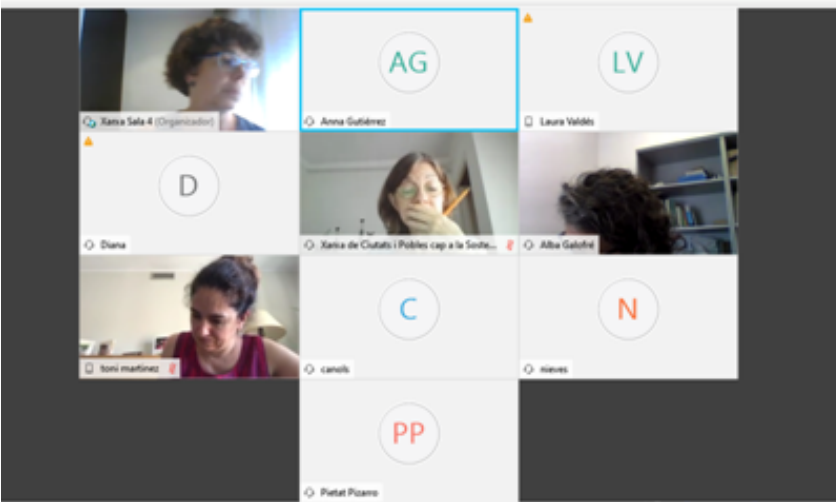 Xarxa Sala 4 (Organizador)
AG
Anna Gutiérrez
LV
Laura Valdés
D
Diana
Xarxa de Ciutats i Pobles cap a la Soste...
Alba Galofré
toni martinez
C
canols
N
nieves
PP
Pietat Pizarro